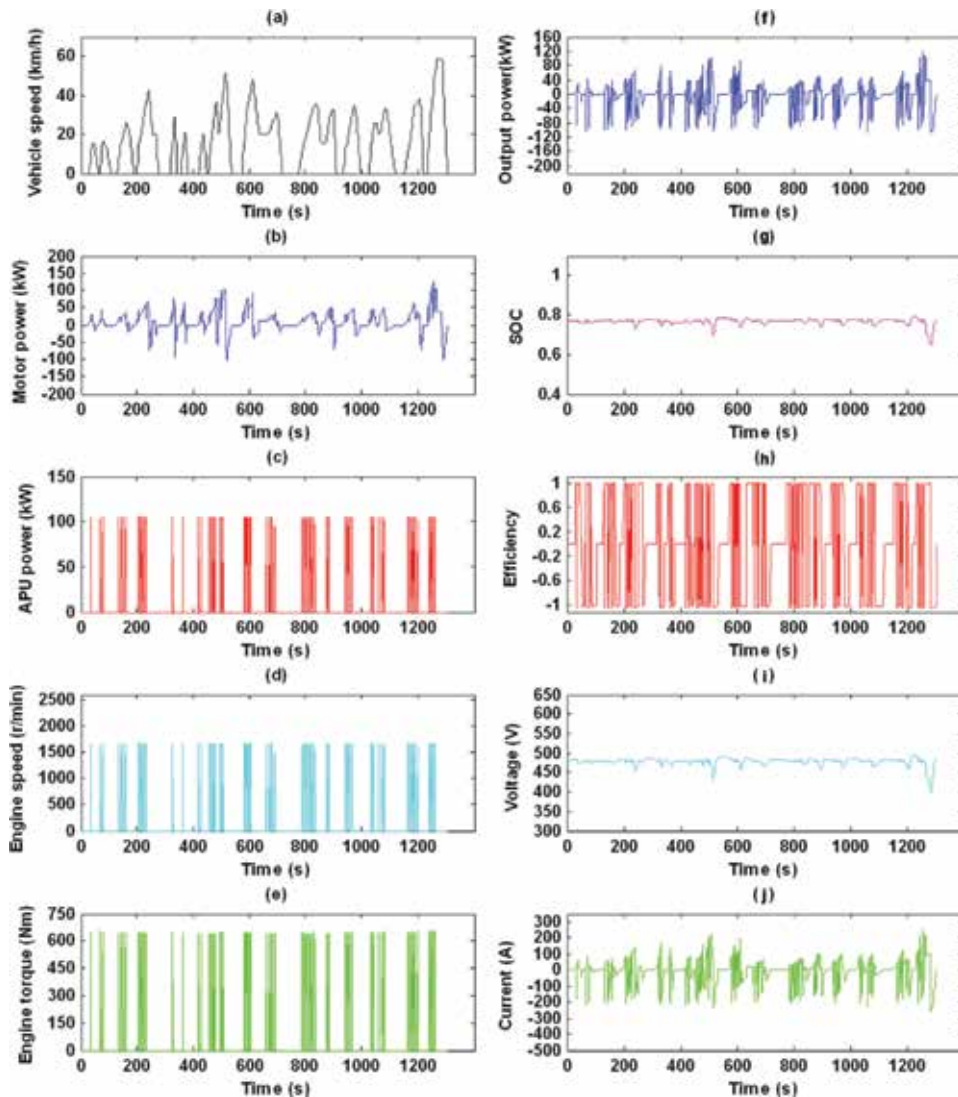 (a)
Vehicle speed (km/h)
60
40
20
0
0 200 400 600 800 1000 1200
Time (s)
(b)
Motor power (kW)
200
150
100
50
0
-50
-100
-150
-200
0 200 400 600 800 1000 1200
Time (s)
(c)
APU power (kW)
150
100
50
0
0 200 400 600 800 1000 1200
Time (s)
(d)
Engine speed (r/min)
2500
2000
1500
1000
500
0
0 200 400 600 800 1000 1200
Time (s)
(e)
Engine torque (Nm)
750
600
450
300
150
0
0 200 400 600 800 1000 1200
Time (s)
(f)
Output power(kW)
160
120
80
40
0
-40
-80
-120
-160
-200
0 200 400 600 800 1000 1200
Time (s)
(g)
SOC
1
0.8
0.6
0.4
0 200 400 600 800 1000 1200
Time (s)
(h)
Efficiency
1
0.6
0.2
-0.2
-0.6
-1
0 200 400 600 800 1000 1200
Time (s)
(i)
Voltage (V)
650
600
550
500
450
400
350
300
0 200 400 600 800 1000 1200
Time (s)
(j)
Current (A)
300
200
100
0
-100
-200
-300
-400
-500
0 200 400 600 800 1000 1200
Time (s)